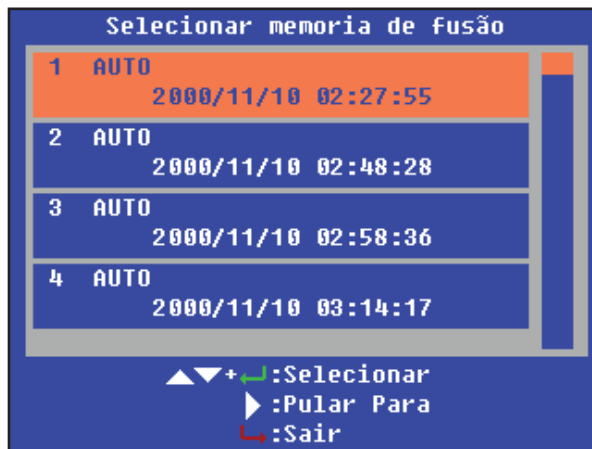 Selecionar memoria de fusão
1 AUTO
2000/11/10 02:27:55
2 AUTO
2000/11/10 02:48:28
3 AUTO
2000/11/10 02:58:36
4 AUTO
2000/11/10 03:14:17
▲▼+↵:Selecionar
▶:Pular Para
↳:Sair